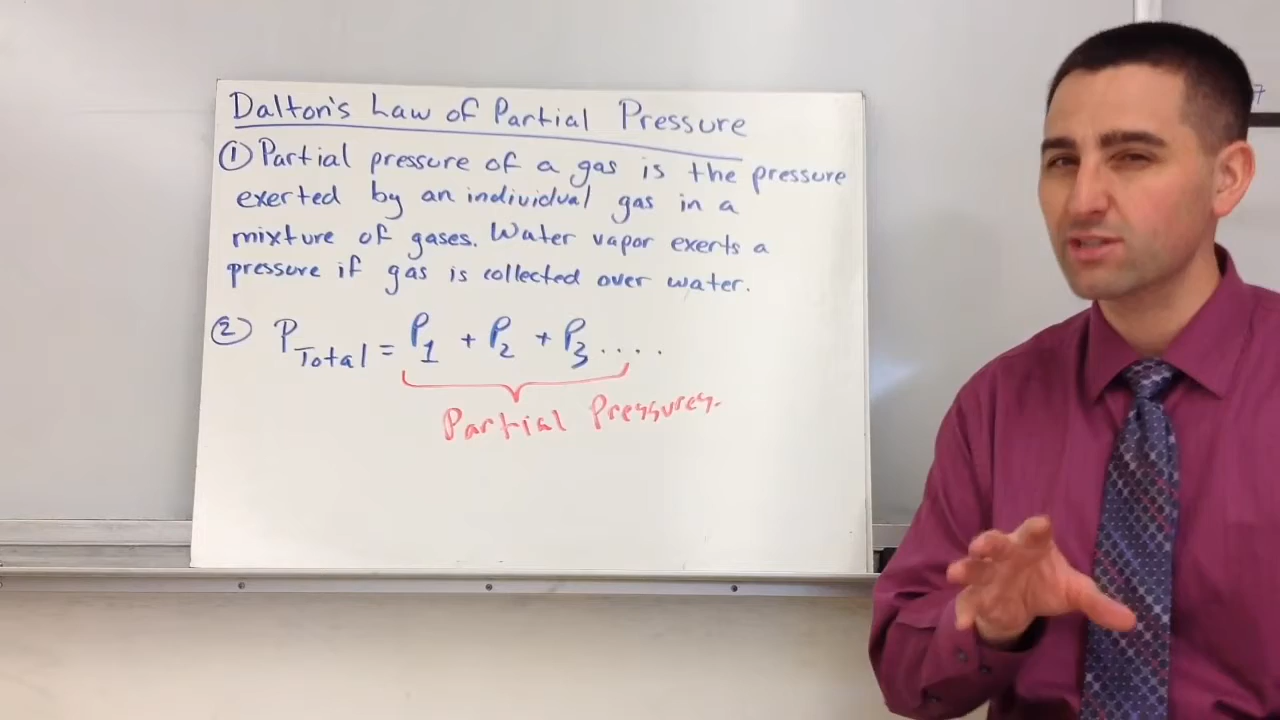 Dalton's Law of Partial Pressure
① Partial pressure of a gas is the pressure
exerted by an individual gas in a
mixture of gases. Water vapor exerts a
pressure if gas is collected over water.
② P Total = P1 + P2 + P3 ....
Partial Pressures.
7